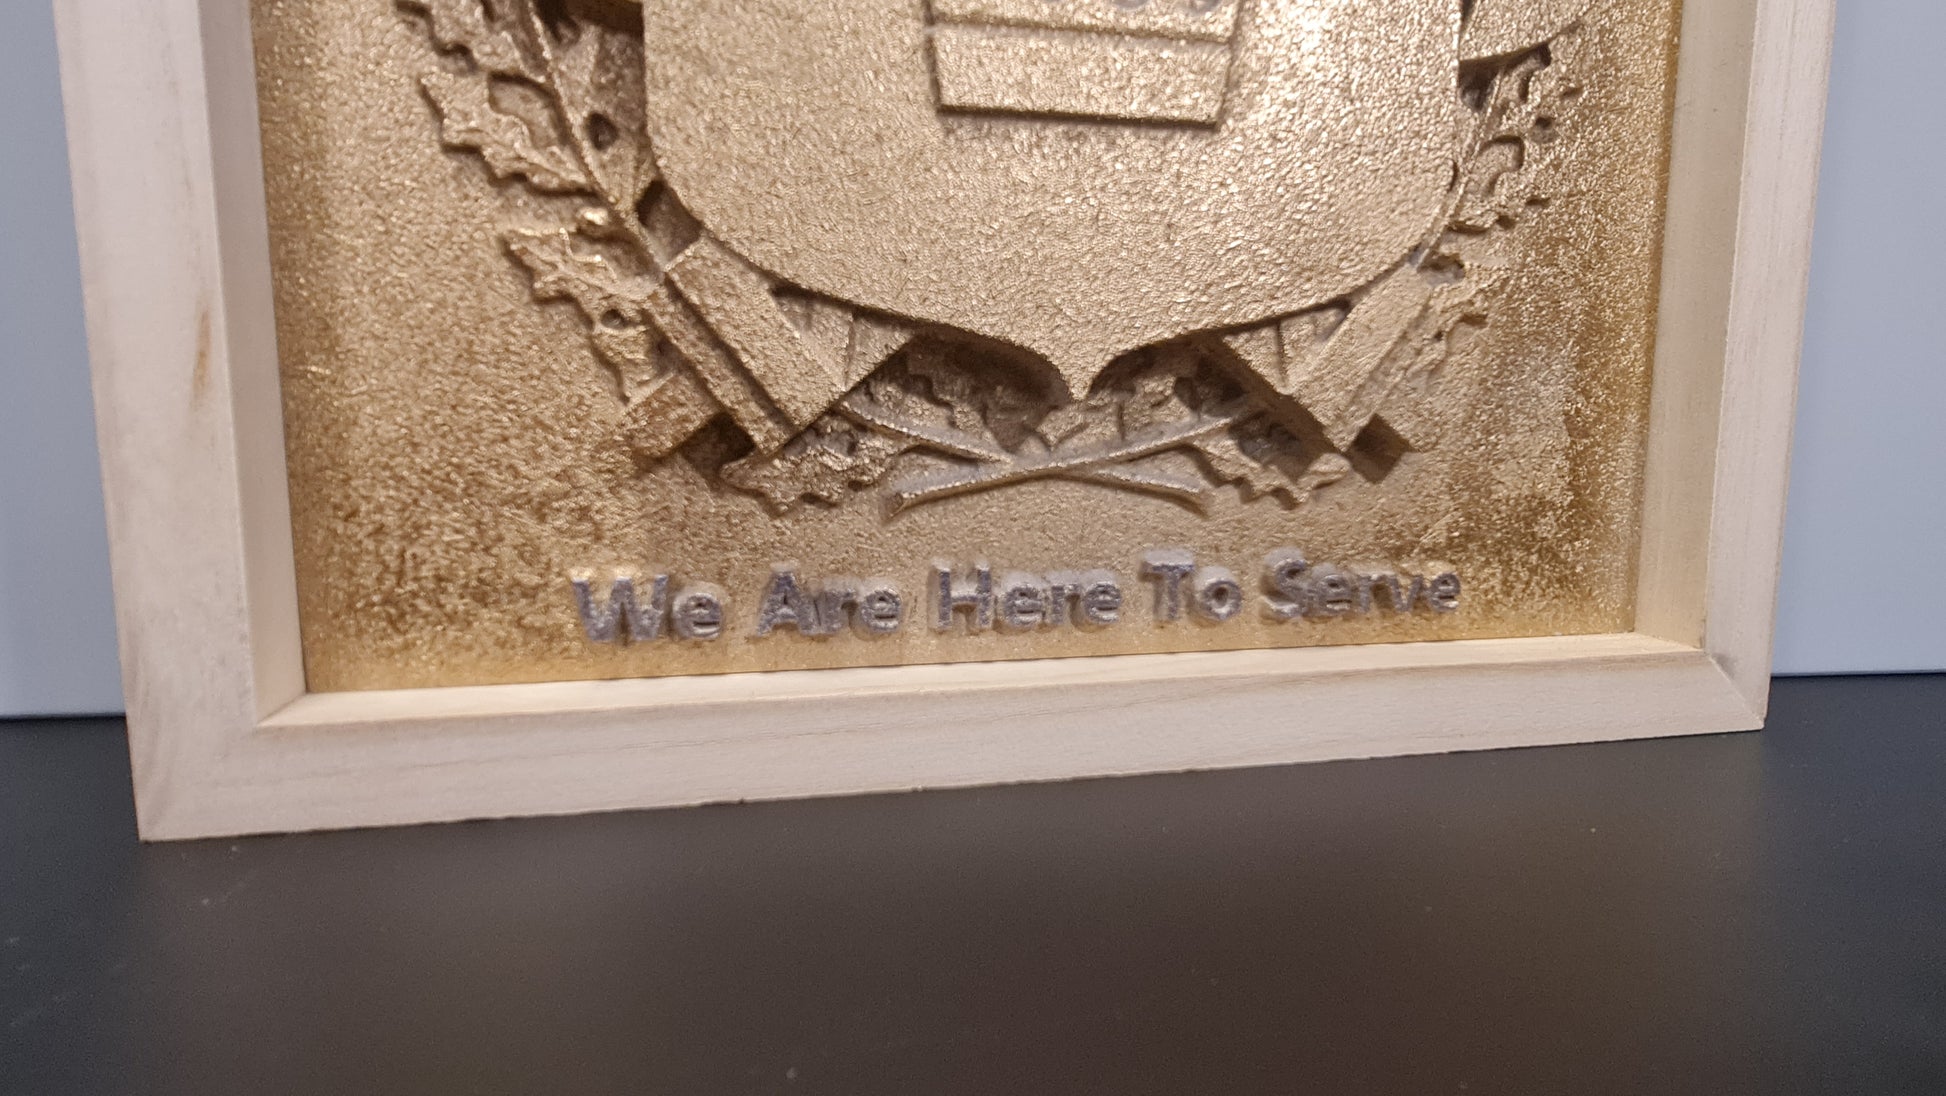 We Are Here To Serve